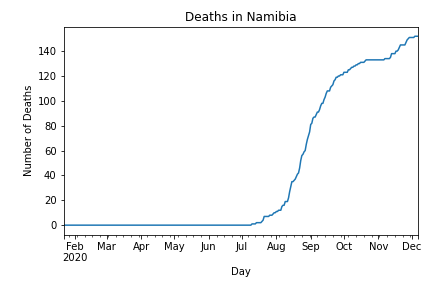 Deaths in Namibia
Number of Deaths
140
120
100
80
60
40
20
0
Feb Mar Apr May Jun Jul Aug Sep Oct Nov Dec
2020
Day